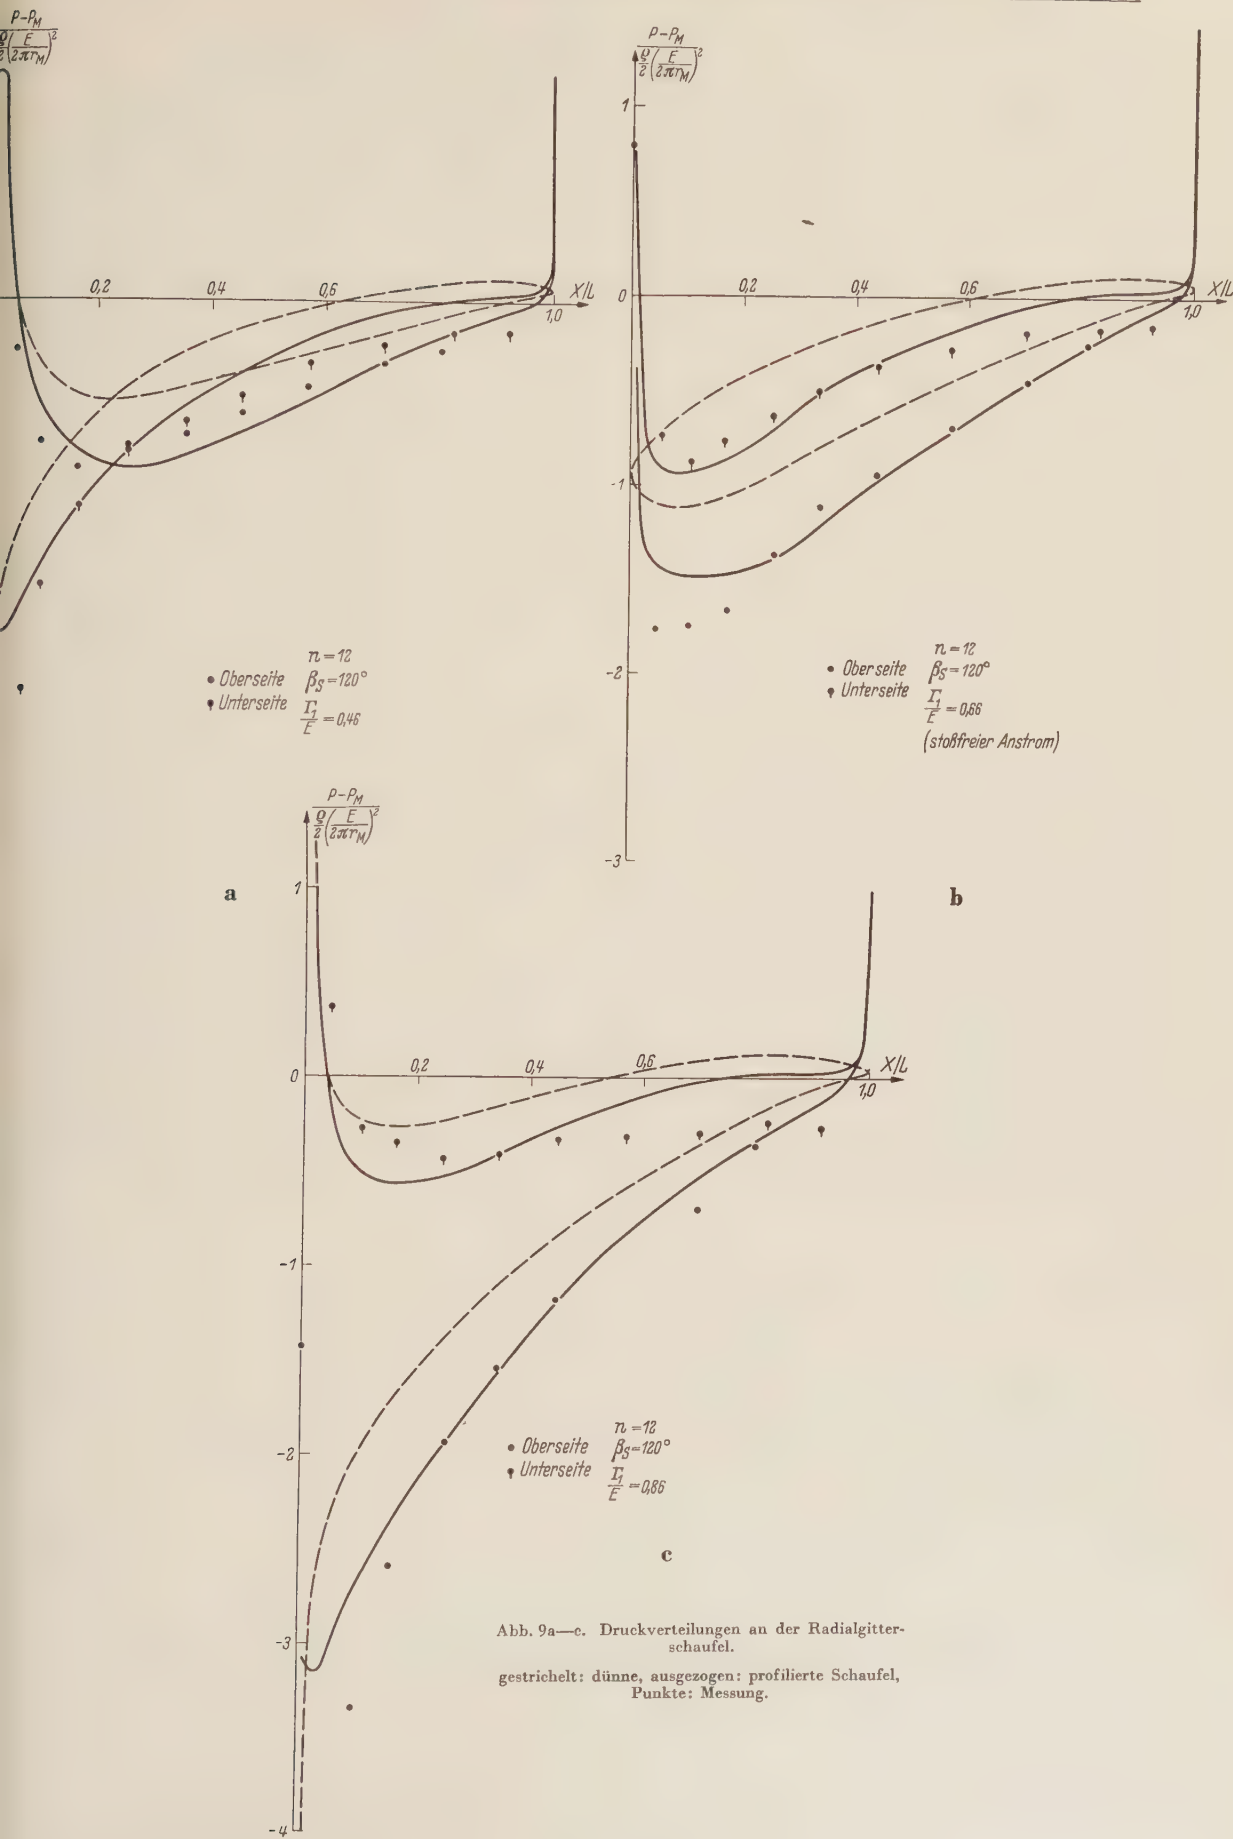 P-P_M
ϱ/2 (E/2πr_M)²
0,2
0,4
0,6
X/L
1,0
n=12
• Oberseite β_S=120°
Unterseite Γ₁/E=0,46
a
P-P_M
ϱ/2 (E/2πr_M)²
1
0
0,2
0,4
0,6
X/L
1,0
-1
-2
-3
n=12
• Oberseite β_S=120°
Unterseite Γ₁/E=0,66
(stoßfreier Anstrom)
b
P-P_M
ϱ/2 (E/2πr_M)²
1
0
0,2
0,4
0,6
X/L
1,0
-1
-2
-3
-4
n=12
• Oberseite β_S=120°
Unterseite Γ₁/E=0,86
c
Abb. 9a—c. Druckverteilungen an der Radialgitter-
schaufel.
gestrichelt: dünne, ausgezogen: profilierte Schaufel,
Punkte: Messung.